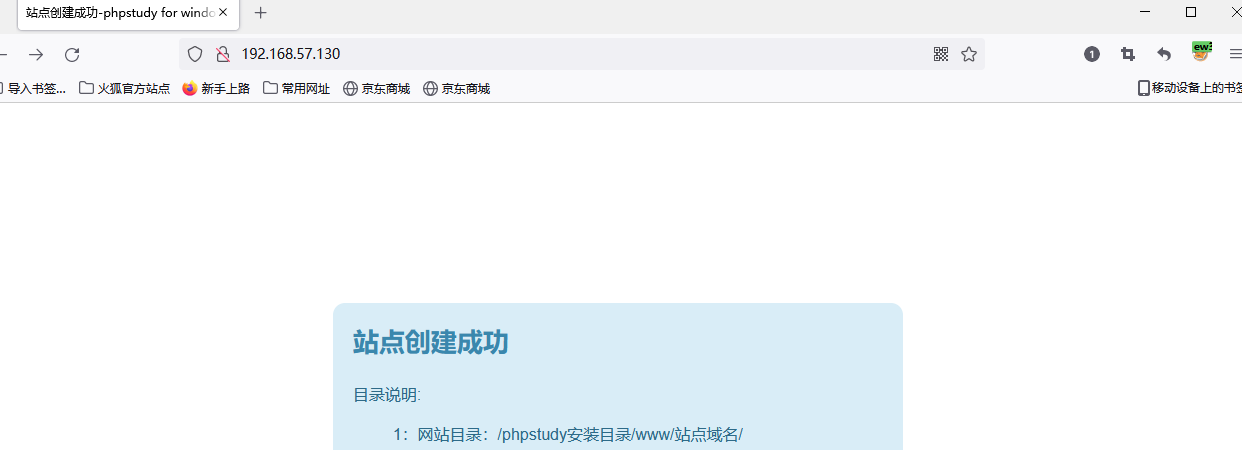 站点创建成功-phpstudy for windo
192.168.57.130
1
ew
导入书签... 火狐官方站点 新手上路 常用网址 京东商城 京东商城 移动设备上的书签
站点创建成功
目录说明:
1：网站目录：/phpstudy安装目录/www/站点域名/